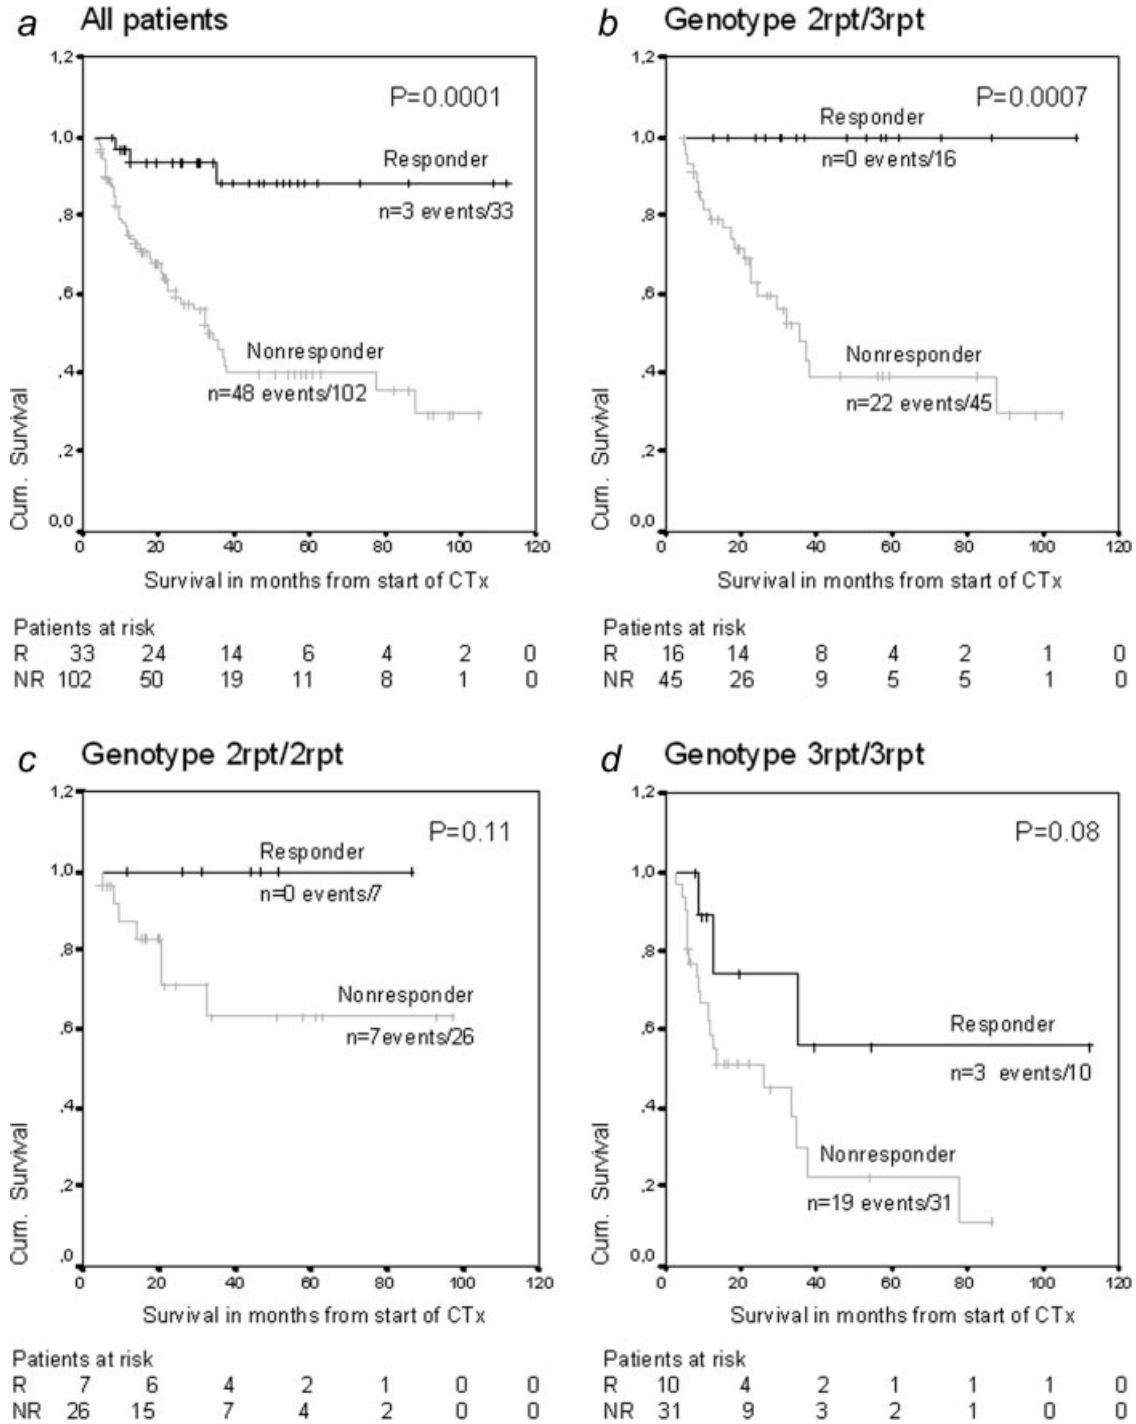 a All patients
1,2
P=0.0001
1,0
Responder
n=3 events/33
,8
,6
Nonresponder
,4
n=48 events/102
,2
0,0
Cum. Survival
0 20 40 60 80 100 120
Survival in months from start of CTx
Patients at risk
R 33 24 14 6 4 2 0
NR 102 50 19 11 8 1 0
b Genotype 2rpt/3rpt
1,2
P=0.0007
Responder
1,0
n=0 events/16
,8
,6
Nonresponder
,4
n=22 events/45
,2
0,0
Cum. Survival
0 20 40 60 80 100 120
Survival in months from start of CTx
Patients at risk
R 16 14 8 4 2 1 0
NR 45 26 9 5 5 1 0
c Genotype 2rpt/2rpt
1,2
P=0.11
Responder
1,0
n=0 events/7
,8
Nonresponder
n=7events/26
,6
,4
,2
,0
Cum. Survival
0 20 40 60 80 100 120
Survival in months from start of CTx
Patients at risk
R 7 6 4 2 1 0 0
NR 26 15 7 4 2 0 0
d Genotype 3rpt/3rpt
1,2
P=0.08
1,0
,8
Responder
,6
n=3 events/10
,4
Nonresponder
,2
n=19 events/31
0,0
Cum. Survival
0 20 40 60 80 100 120
Survival in months from start of CTx
Patients at risk
R 10 4 2 1 1 1 0
NR 31 9 3 2 1 0 0